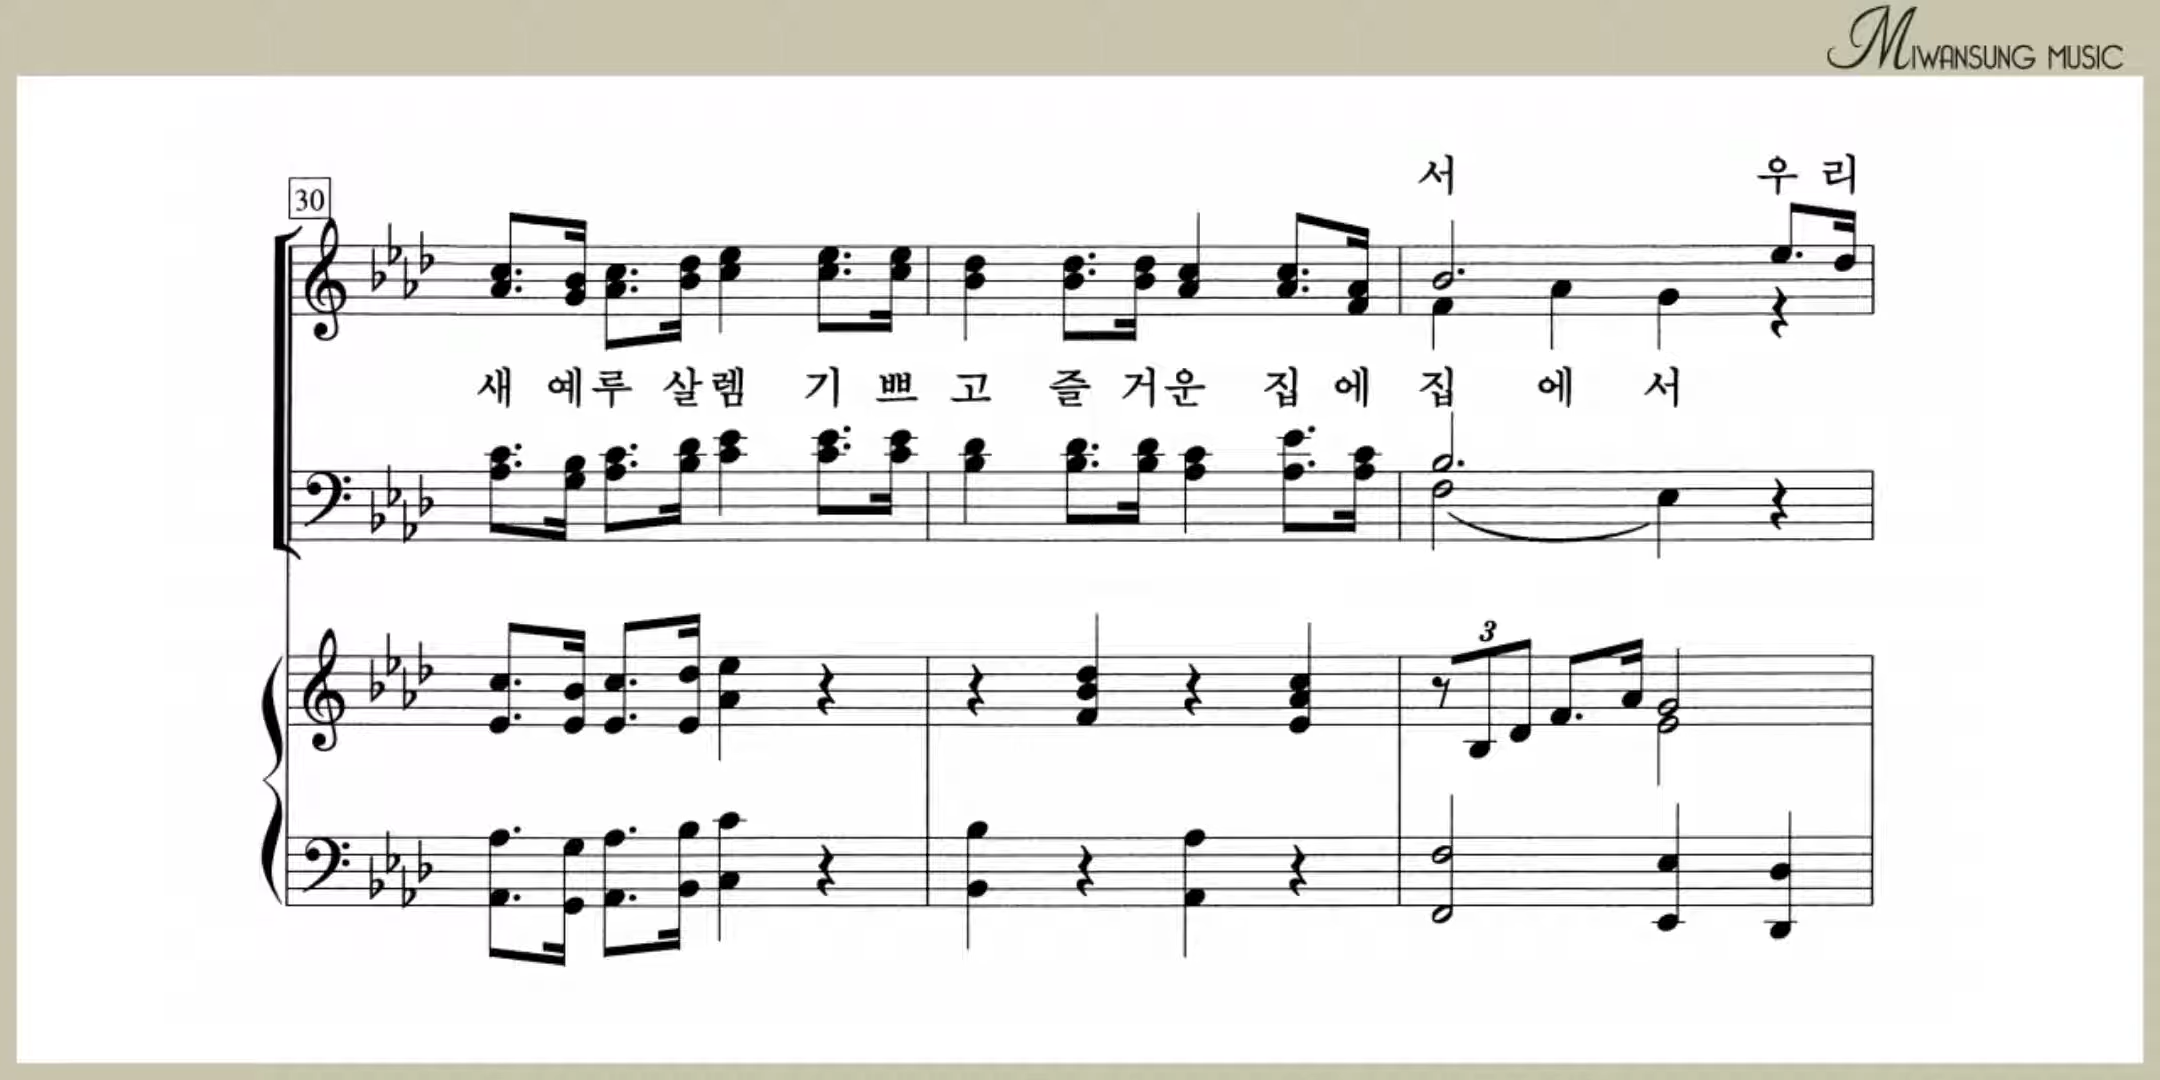 MIWANSUNG MUSIC
서 우 리
30
새 예 루 살 렘 기 쁘 고 즐 거 운 집 에 집 에 서
3